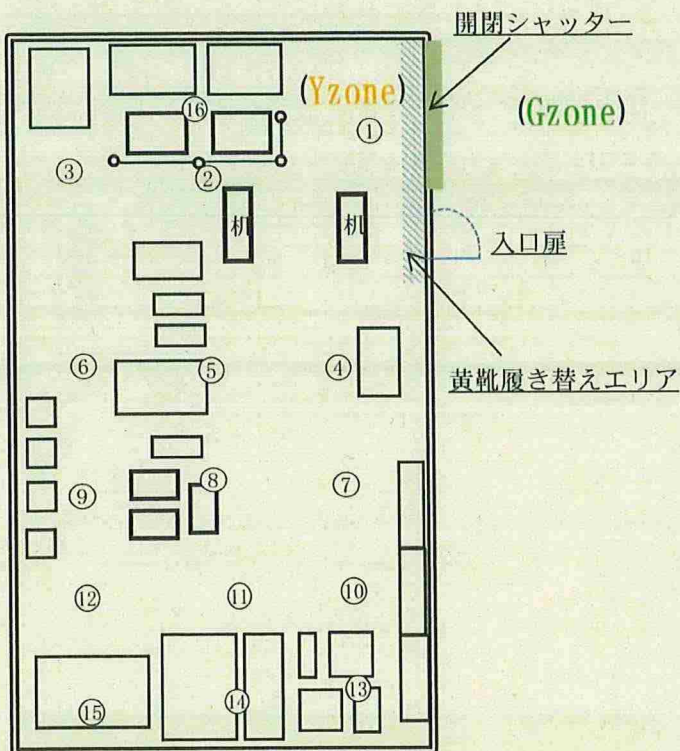 開閉シャッター
(Yzone)
(Gzone)
⑯
①
③
②
机
机
入口扉
⑥
⑤
④
黄靴履き替えエリア
⑧
⑦
⑨
⑫
⑪
⑩
⑬
⑭
⑮